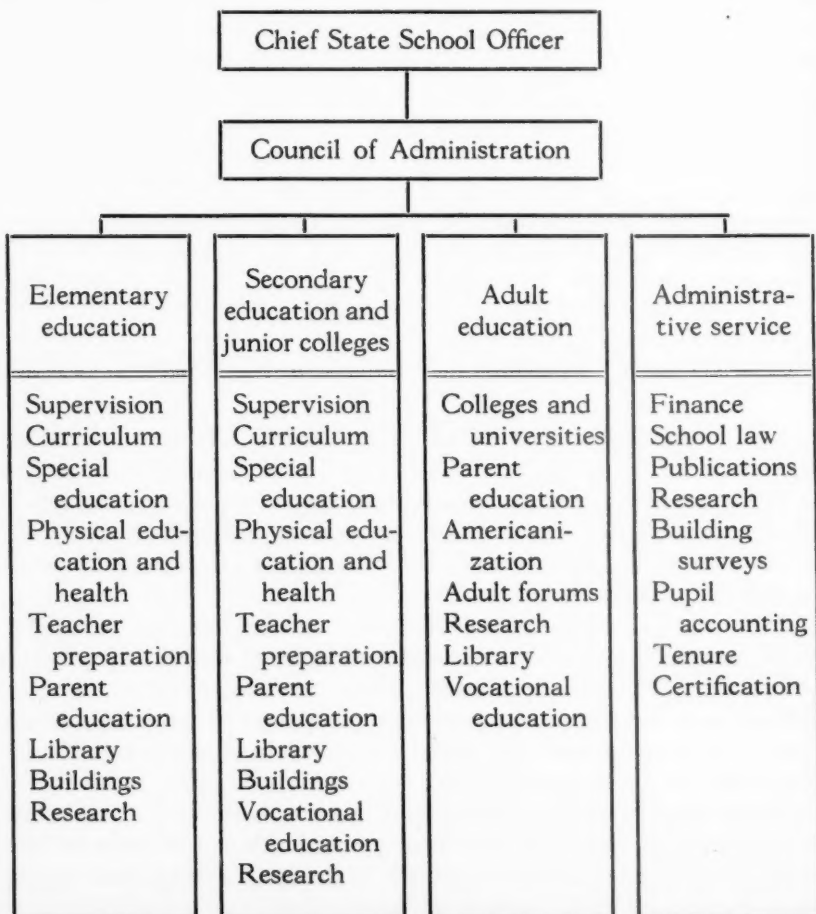 Chief State School Officer
Council of Administration
Elementary
education
Supervision
Curriculum
Special
education
Physical edu-
cation and
health
Teacher
preparation
Parent
education
Library
Buildings
Research
Secondary
education and
junior colleges
Supervision
Curriculum
Special
education
Physical edu-
cation and
health
Teacher
preparation
Parent
education
Library
Buildings
Vocational
education
Research
Adult
education
Colleges and
universities
Parent
education
Americani-
zation
Adult forums
Research
Library
Vocational
education
Administra-
tive service
Finance
School law
Publications
Research
Building
surveys
Pupil
accounting
Tenure
Certification